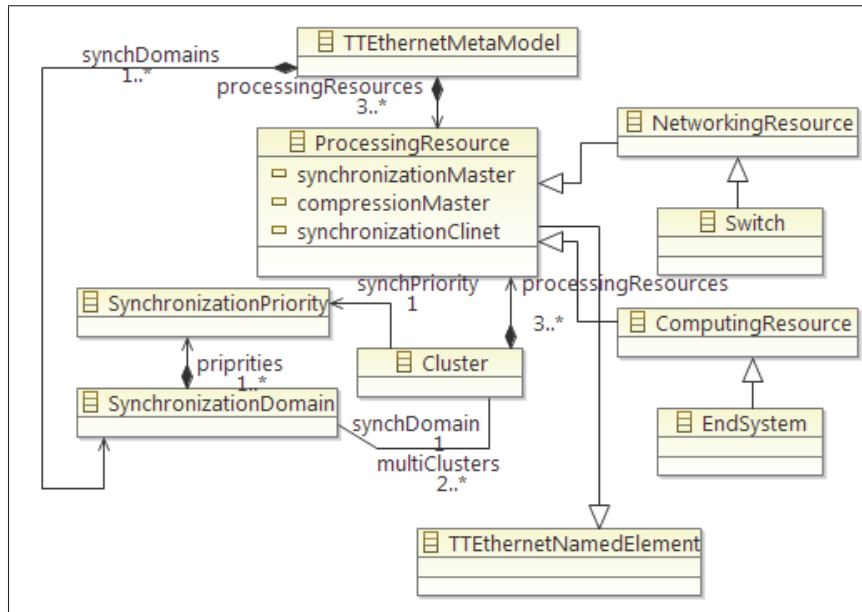 TTEthernetMetaModel
synchDomains
1..*
processingResources
3..*
ProcessingResource
synchronizationMaster
compressionMaster
synchronizationClinet
NetworkingResource
Switch
synchPriority
1
processingResources
3..*
SynchronizationPriority
ComputingResource
Cluster
priprities
1..*
SynchronizationDomain
synchDomain
1
multiClusters
2..*
EndSystem
TTEthernetNamedElement